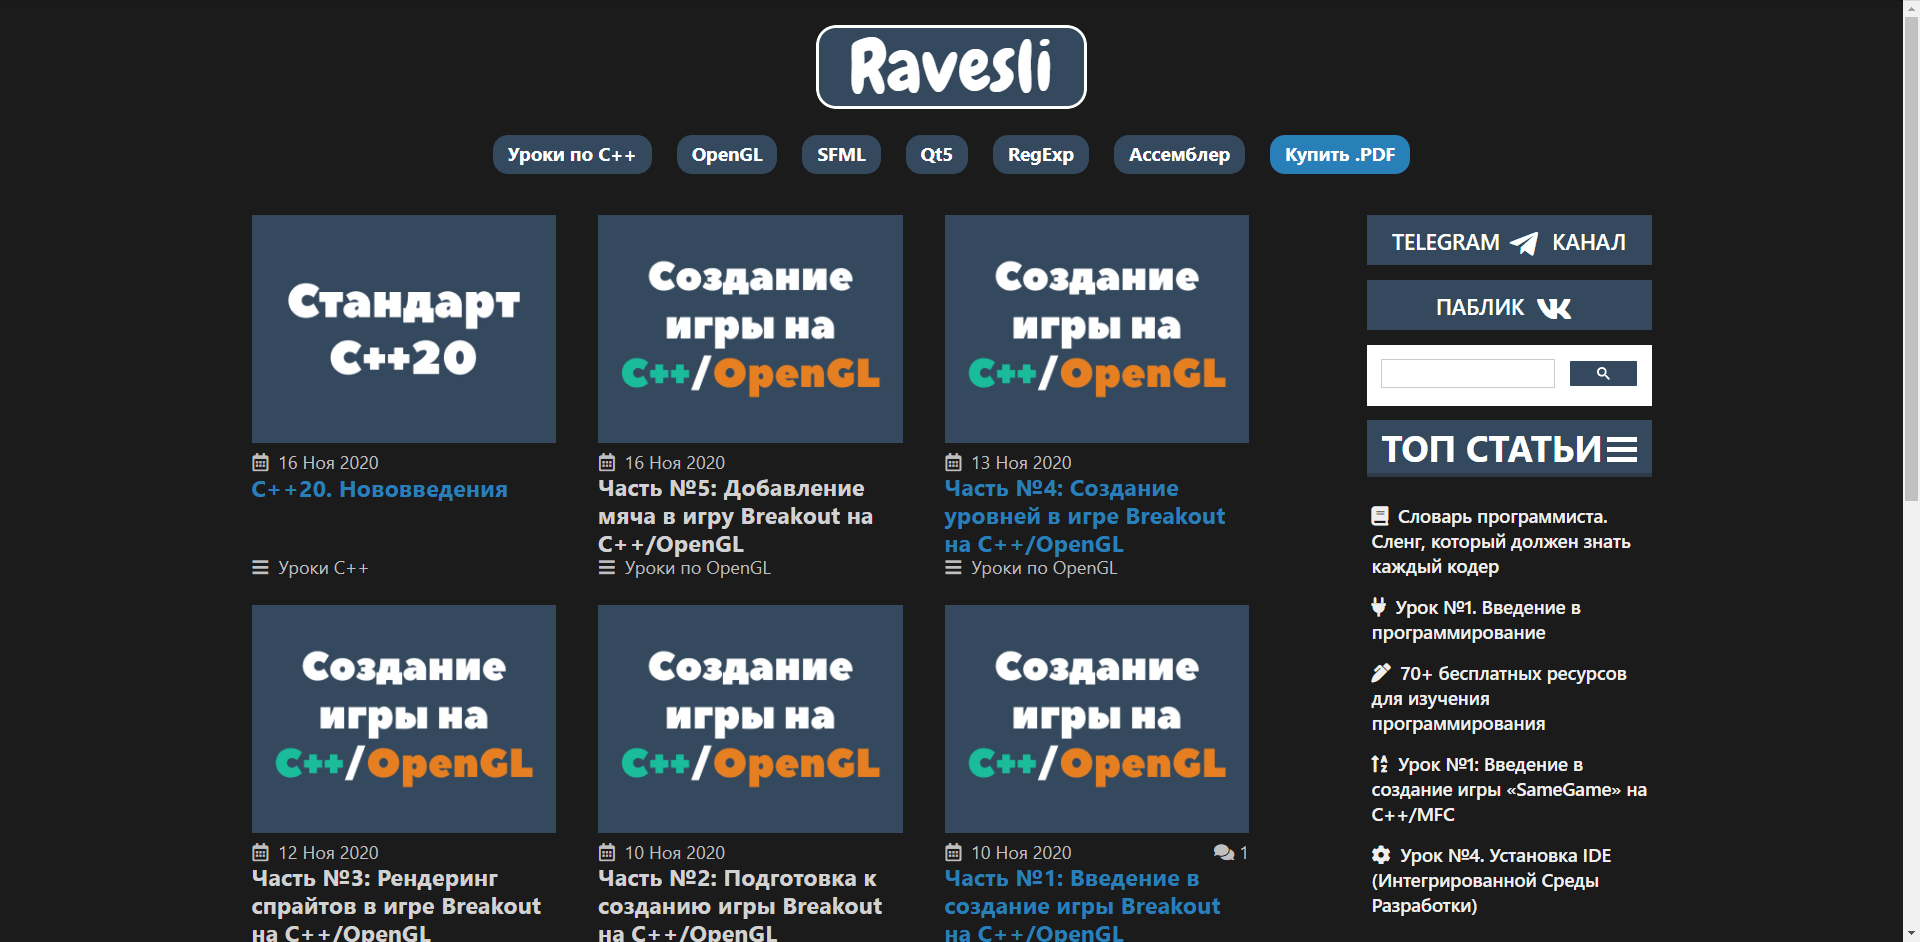 Ravesli
Уроки по C++
OpenGL
SFML
Qt5
RegExp
Ассемблер
Купить .PDF
Стандарт
C++20
16 Ноя 2020
C++20. Нововведения
Уроки C++
Создание
игры на
C++/OpenGL
16 Ноя 2020
Часть №5: Добавление
мяча в игру Breakout на
C++/OpenGL
Уроки по OpenGL
Создание
игры на
C++/OpenGL
13 Ноя 2020
Часть №4: Создание
уровней в игре Breakout
на C++/OpenGL
Уроки по OpenGL
Создание
игры на
C++/OpenGL
12 Ноя 2020
Часть №3: Рендеринг
спрайтов в игре Breakout
на C++/OpenGL
Создание
игры на
C++/OpenGL
10 Ноя 2020
Часть №2: Подготовка к
созданию игры Breakout
на C++/OpenGL
Создание
игры на
C++/OpenGL
10 Ноя 2020
1
Часть №1: Введение в
создание игры Breakout
на C++/OpenGL
TELEGRAM КАНАЛ
ПАБЛИК
ТОП СТАТЬИ
Словарь программиста.
Сленг, который должен знать
каждый кодер
Урок №1. Введение в
программирование
70+ бесплатных ресурсов
для изучения
программирования
Урок №1: Введение в
создание игры «SameGame» на
C++/MFC
Урок №4. Установка IDE
(Интегрированной Среды
Разработки)